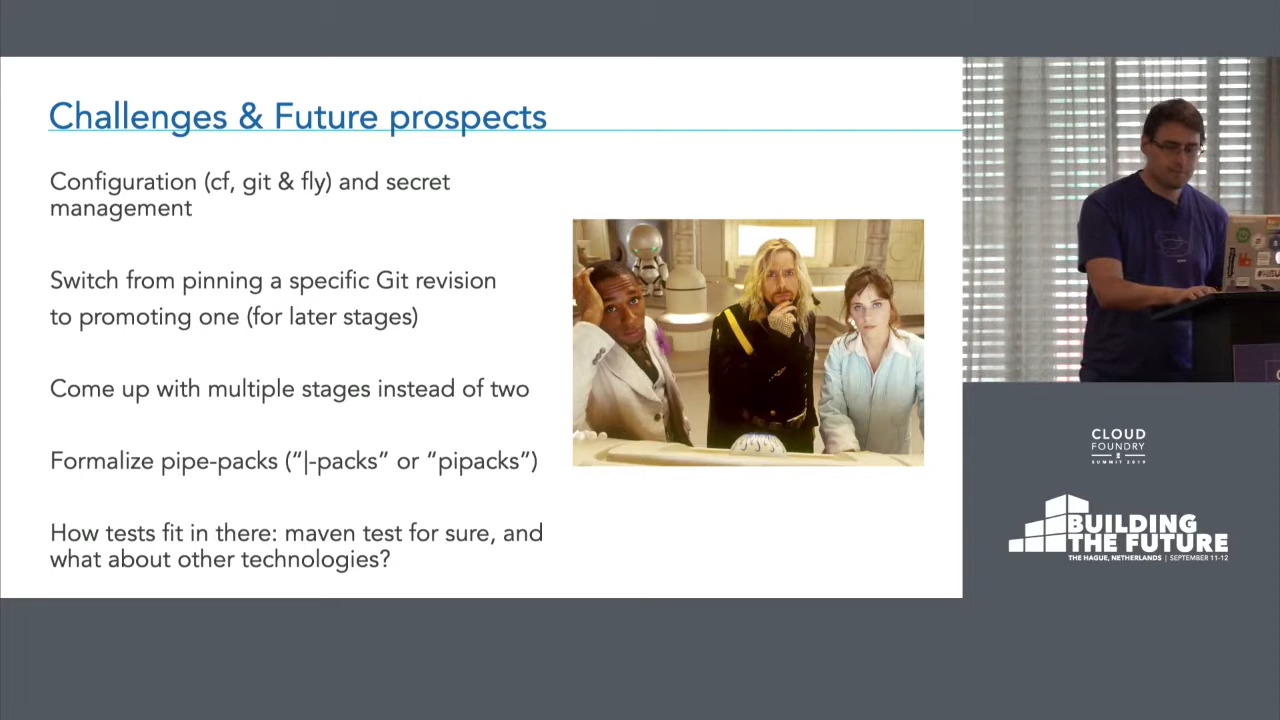 Challenges & Future prospects
Configuration (cf, git & fly) and secret
management
Switch from pinning a specific Git revision
to promoting one (for later stages)
Come up with multiple stages instead of two
Formalize pipe-packs (“|-packs” or “pipacks”)
How tests fit in there: maven test for sure, and
what about other technologies?
CLOUD
FOUNDRY
SUMMIT 2019
BUILDING
THE FUTURE
THE HAGUE, NETHERLANDS | SEPTEMBER 11-12